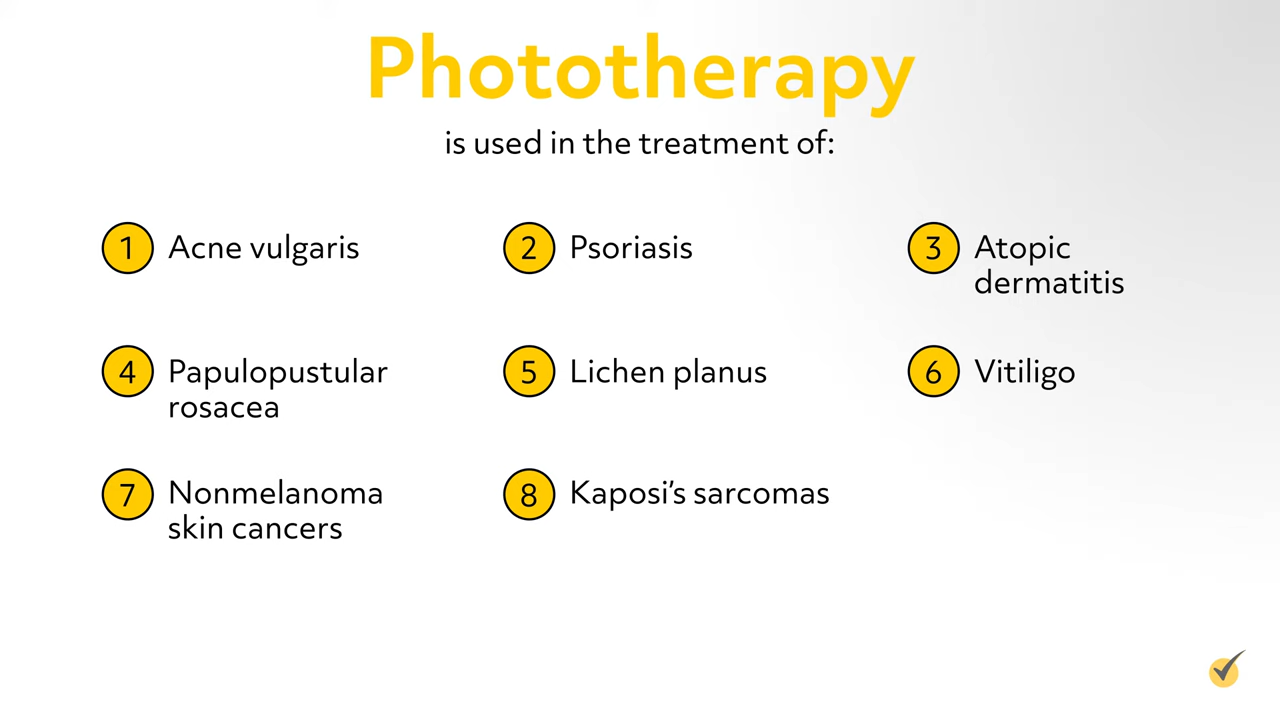 Phototherapy
is used in the treatment of:
1 Acne vulgaris
2 Psoriasis
3 Atopic
dermatitis
4 Papulopustular
rosacea
5 Lichen planus
6 Vitiligo
7 Nonmelanoma
skin cancers
8 Kaposi’s sarcomas